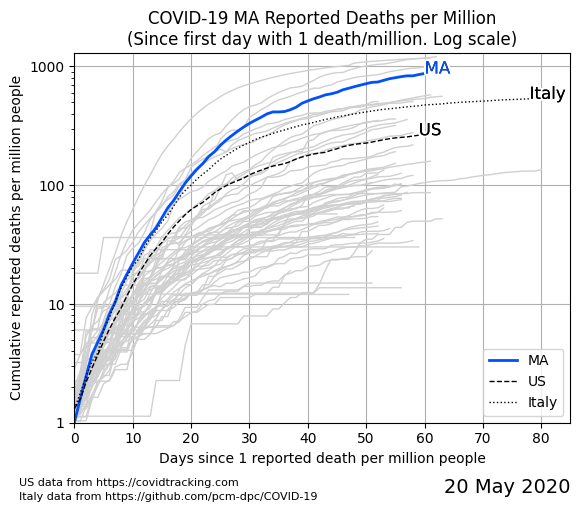 COVID-19 MA Reported Deaths per Million
(Since first day with 1 death/million. Log scale)
Cumulative reported deaths per million people
1000
100
10
1
MA
Italy
US
MA
US
Italy
0 10 20 30 40 50 60 70 80
Days since 1 reported death per million people
US data from https://covidtracking.com
Italy data from https://github.com/pcm-dpc/COVID-19
20 May 2020